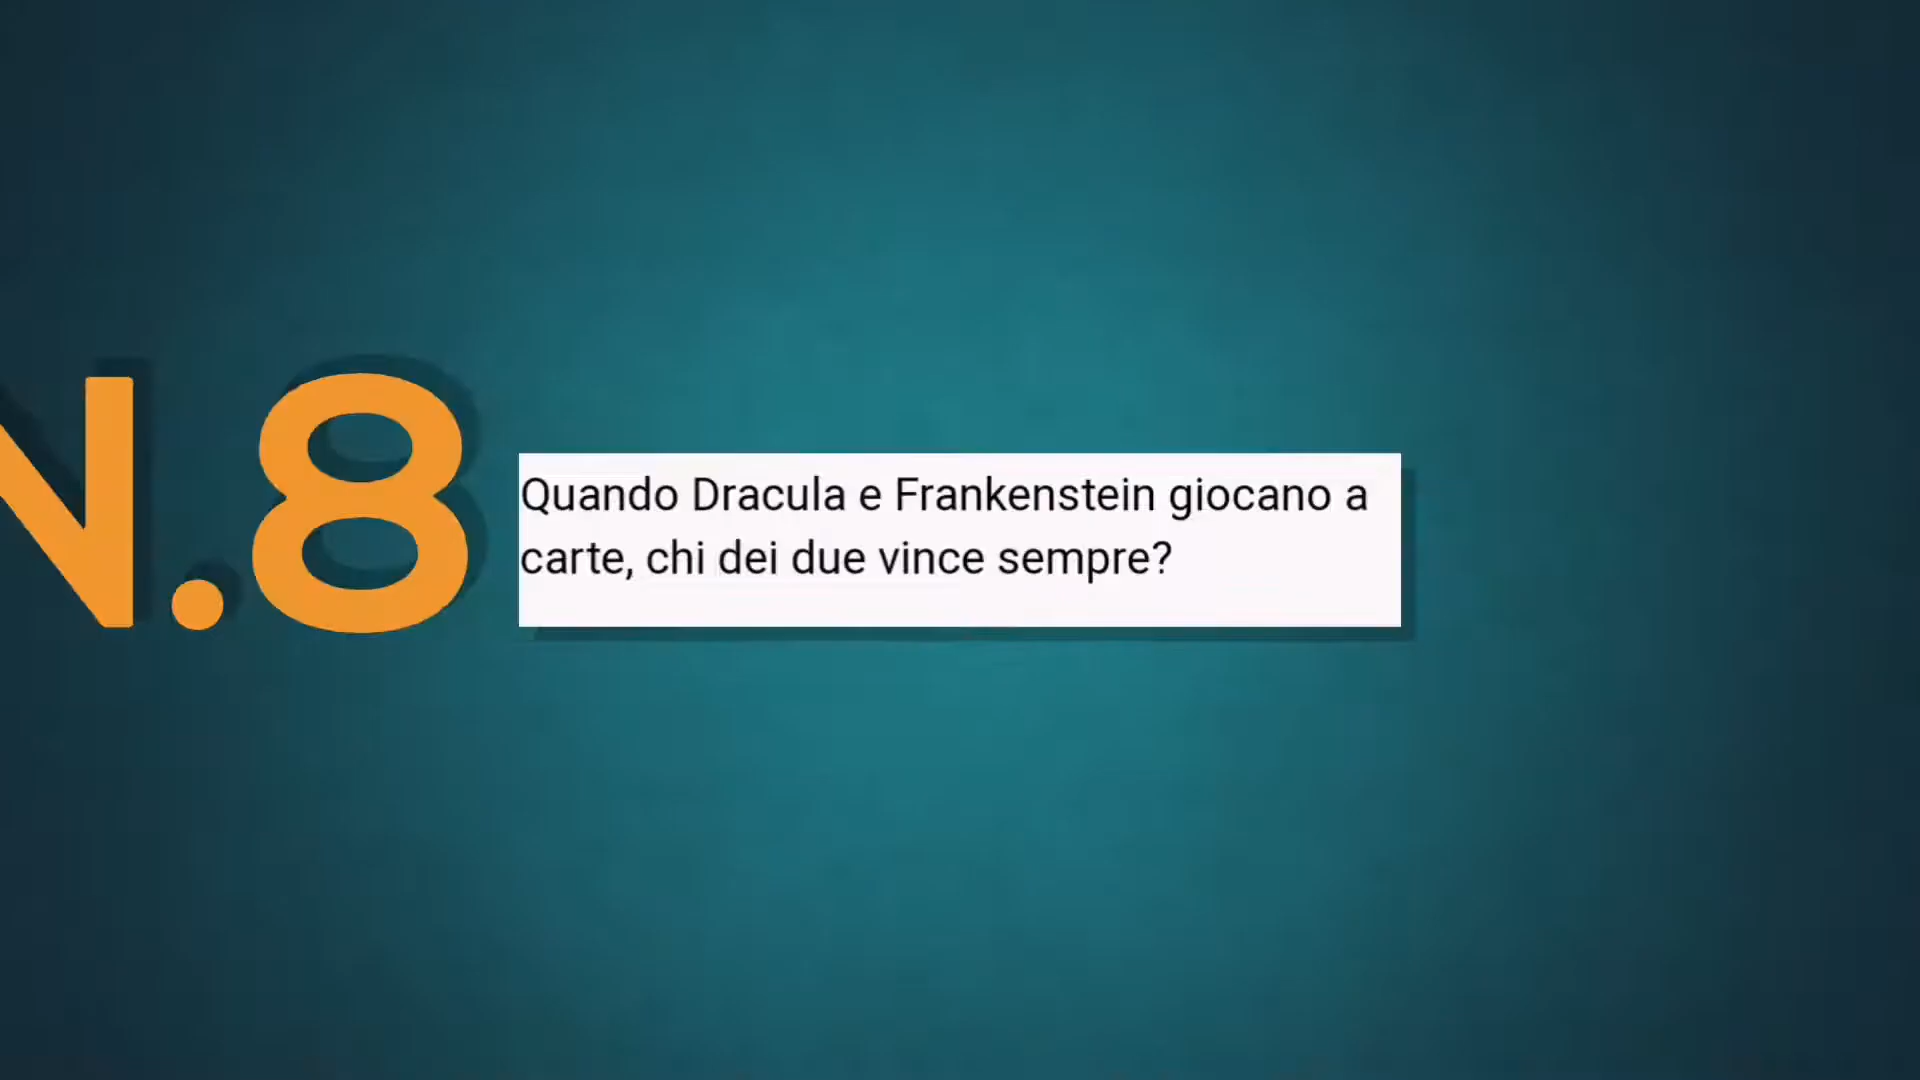 N.8
Quando Dracula e Frankenstein giocano a
carte, chi dei due vince sempre?